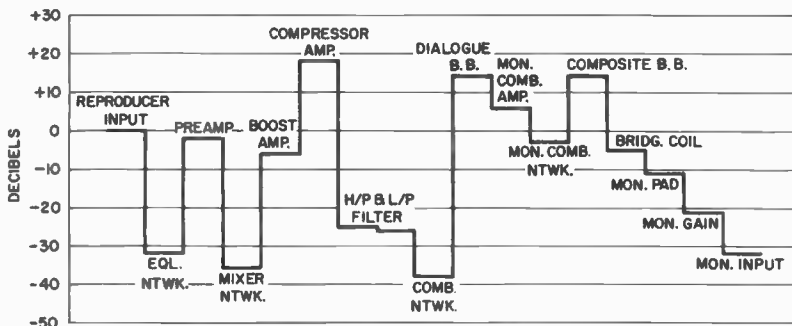 +30
+20
+10
0
-10
-20
-30
-40
-50
DECIBELS
REPRODUCER
INPUT
EQL.
NTWK.
PREAMP
MIXER
NTWK.
BOOST
AMP.
COMPRESSOR
AMP.
H/P & L/P
FILTER
COMB.
NTWK.
DIALOGUE
B.B.
MON.
COMB.
AMP.
MON. COMB.
NTWK.
COMPOSITE B.B.
BRIDG. COIL
MON. PAD
MON. GAIN
MON. INPUT